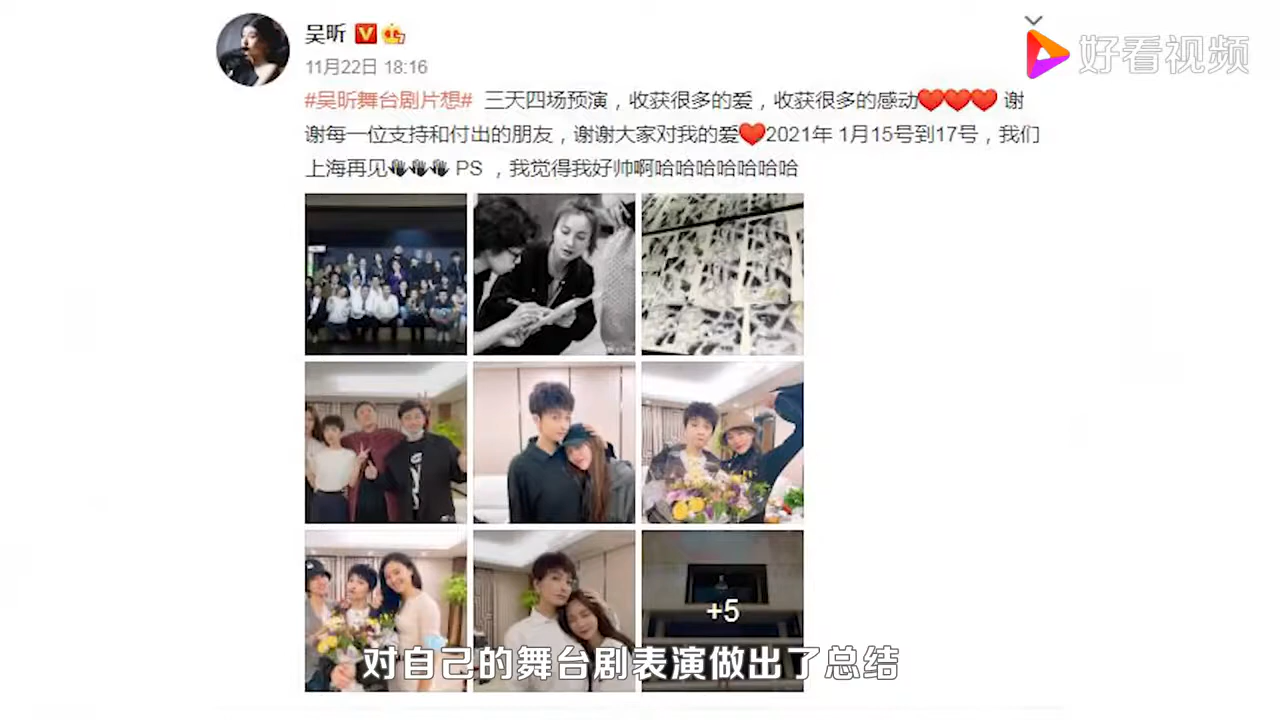 吴昕
11月22日 18:16
好看视频
#吴昕舞台剧片想# 三天四场预演，收获很多的爱，收获很多的感动❤❤❤ 谢
谢每一位支持和付出的朋友，谢谢大家对我的爱❤2021年 1月15号到17号，我们
上海再见👋👋👋 PS ，我觉得我好帅啊哈哈哈哈哈哈哈
+5
对自己的舞台剧表演做出了总结